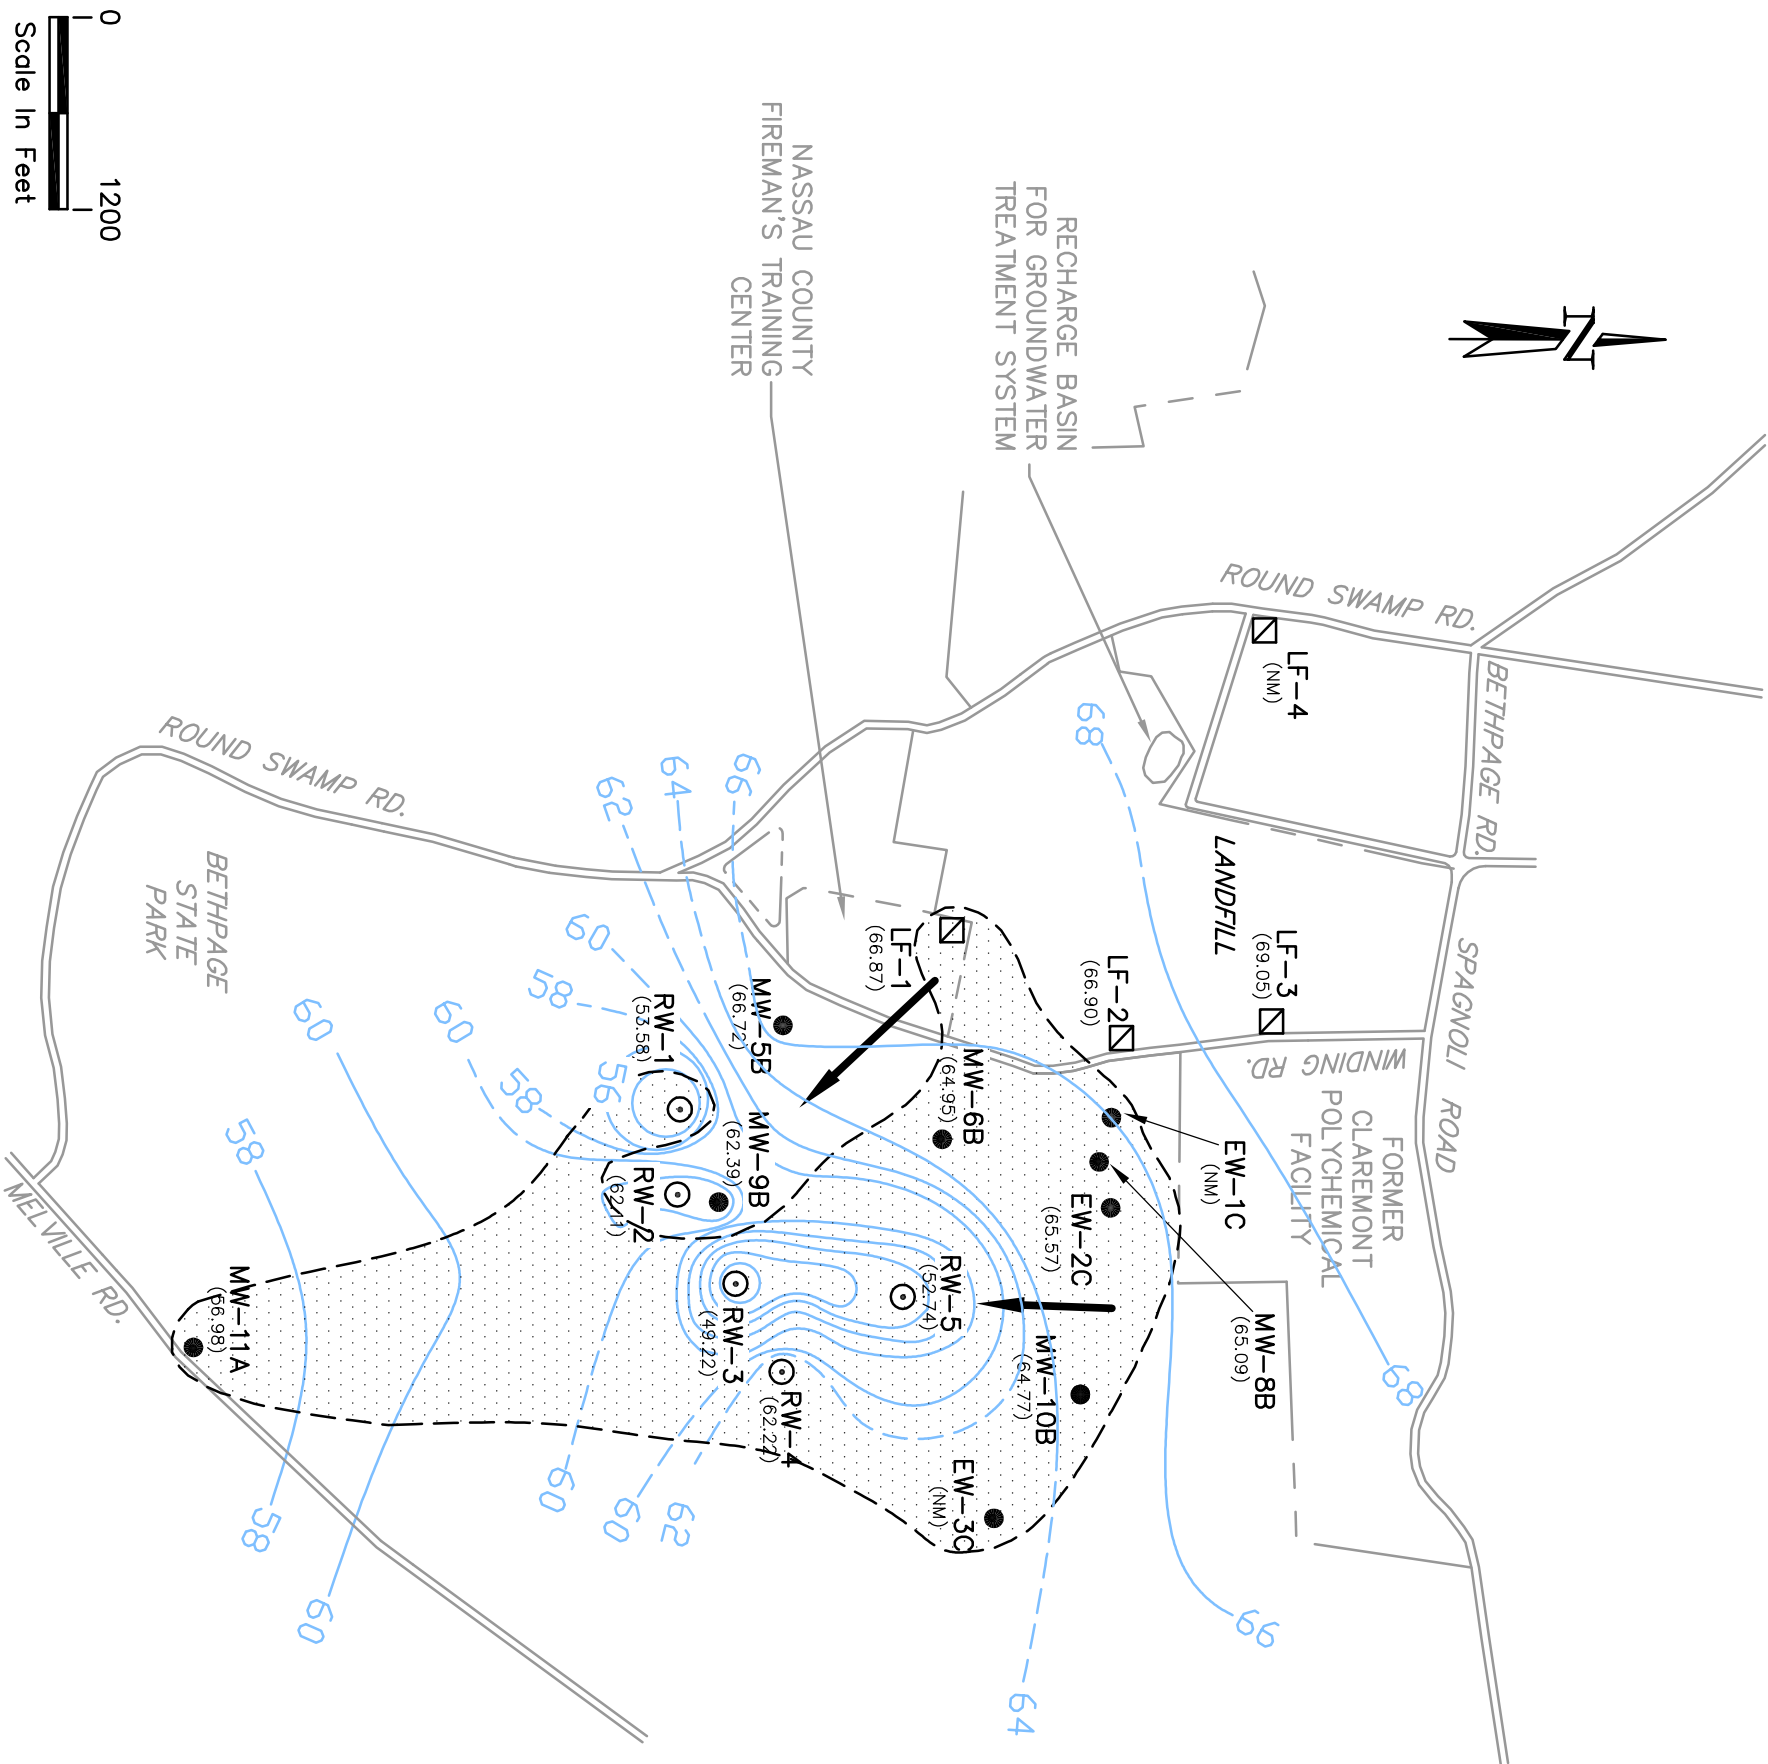 0
1200
Scale In Feet
N
NASSAU COUNTY
FIREMAN'S TRAINING
CENTER
RECHARGE BASIN
FOR GROUNDWATER
TREATMENT SYSTEM
ROUND SWAMP RD.
BETHPAGE RD.
LF-4
(NM)
LANDFILL
LF-3
(69.05)
SPAGNOLI ROAD
WINDING RD.
FORMER
CLAREMONT
POLYCHEMICAL
FACILITY
LF-2
(66.90)
LF-1
(66.87)
EW-1C
(NM)
MW-8B
(65.09)
EW-2C
(65.57)
MW-6B
(64.95)
MW-5B
(66.72)
MW-9B
(62.39)
RW-1
(53.58)
RW-2
(62.11)
RW-3
(49.22)
RW-5
(52.74)
RW-4
(62.22)
MW-10B
(64.77)
EW-3C
(NM)
MW-11A
(56.98)
ROUND SWAMP RD.
BETHPAGE
STATE
PARK
MELVILLE RD.
68
68
66
66
64
64
62
62
60
60
60
60
60
60
58
58
58
58
56